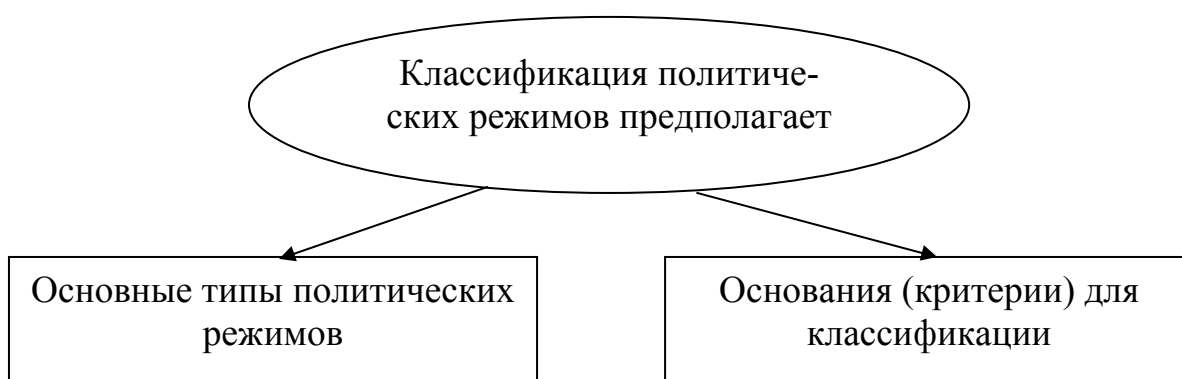 Классификация политиче-
ских режимов предполагает
Основные типы политических
режимов
Основания (критерии) для
классификации